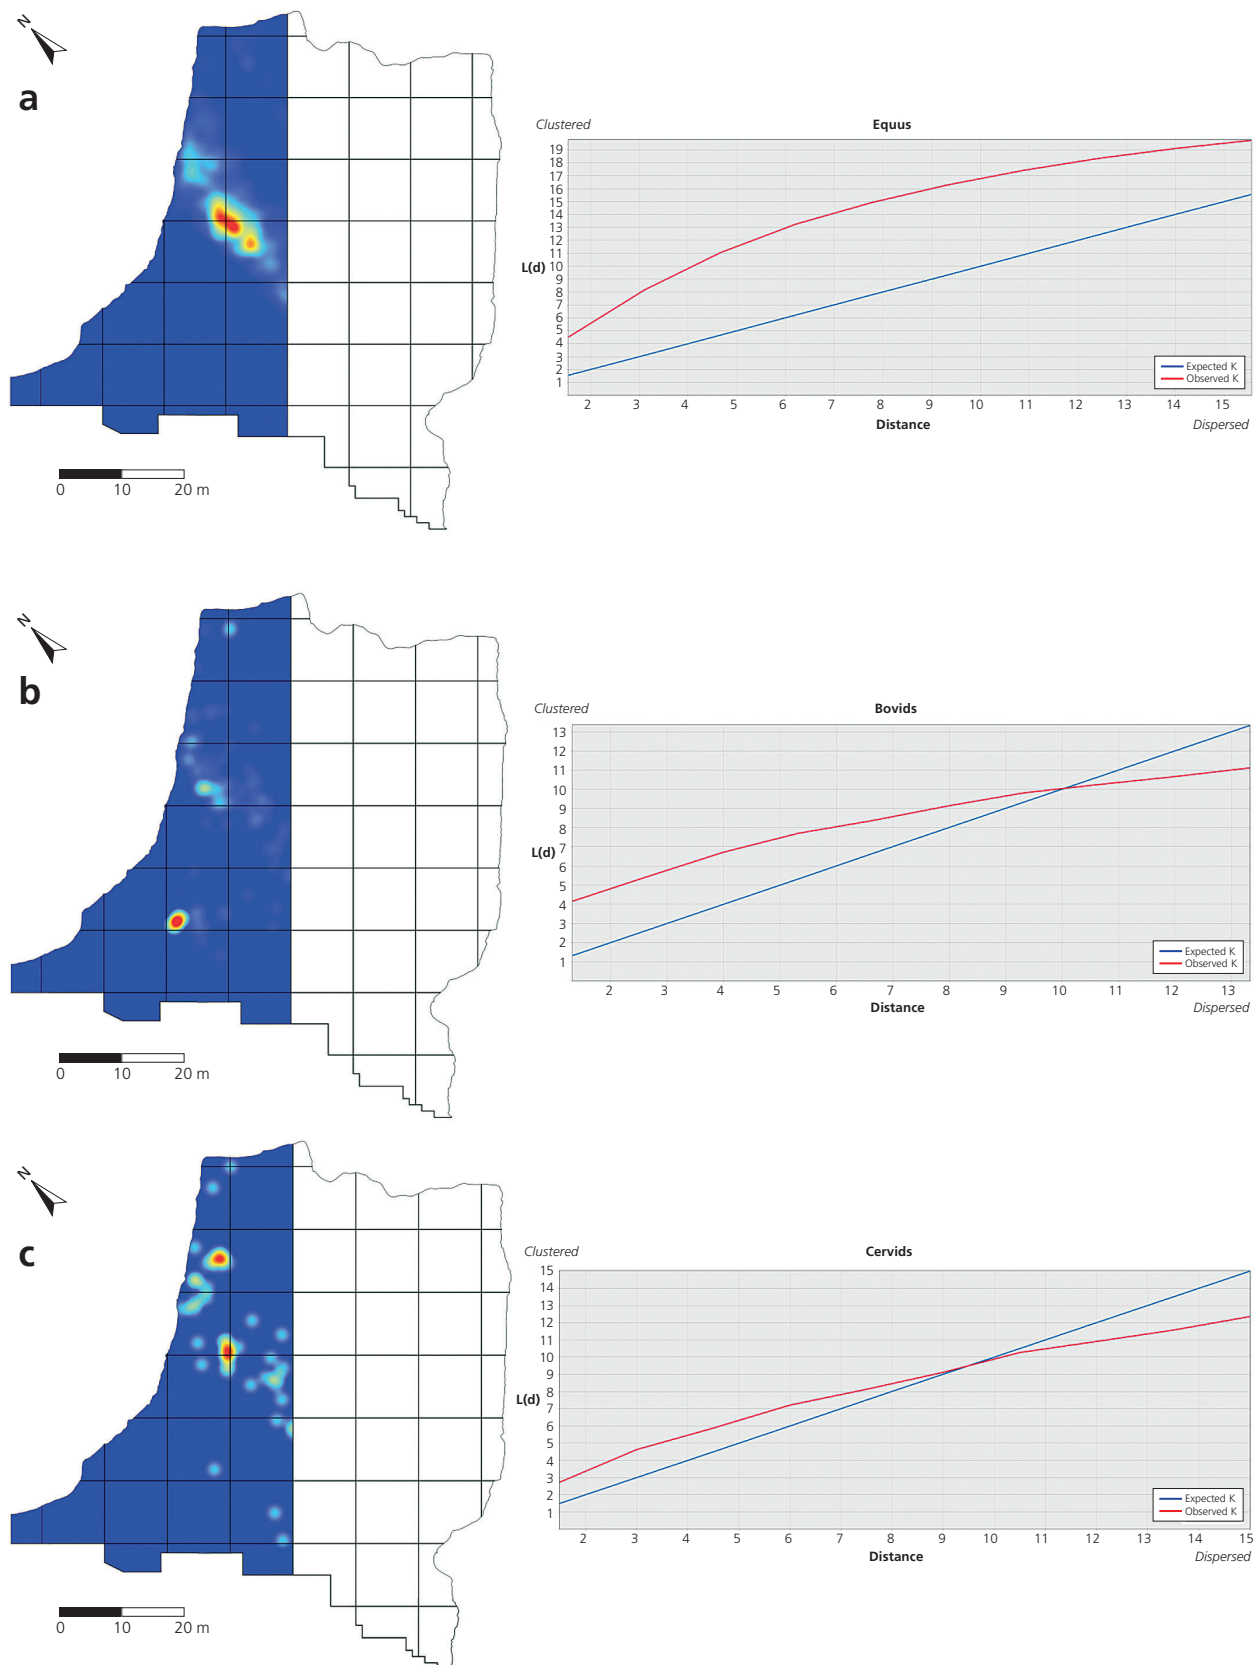 N
a
0 10 20 m
Clustered
Equus
19
18
17
16
15
14
13
12
11
L(d) 10
9
8
7
6
5
4
3
2
1
Expected K
Observed K
2 3 4 5 6 7 8 9 10 11 12 13 14 15
Distance
Dispersed
N
b
0 10 20 m
Clustered
Bovids
13
12
11
10
9
8
L(d) 7
6
5
4
3
2
1
Expected K
Observed K
2 3 4 5 6 7 8 9 10 11 12 13
Distance
Dispersed
N
c
0 10 20 m
Clustered
Cervids
15
14
13
12
11
10
9
8
L(d) 7
6
5
4
3
2
1
Expected K
Observed K
2 3 4 5 6 7 8 9 10 11 12 13 14 15
Distance
Dispersed